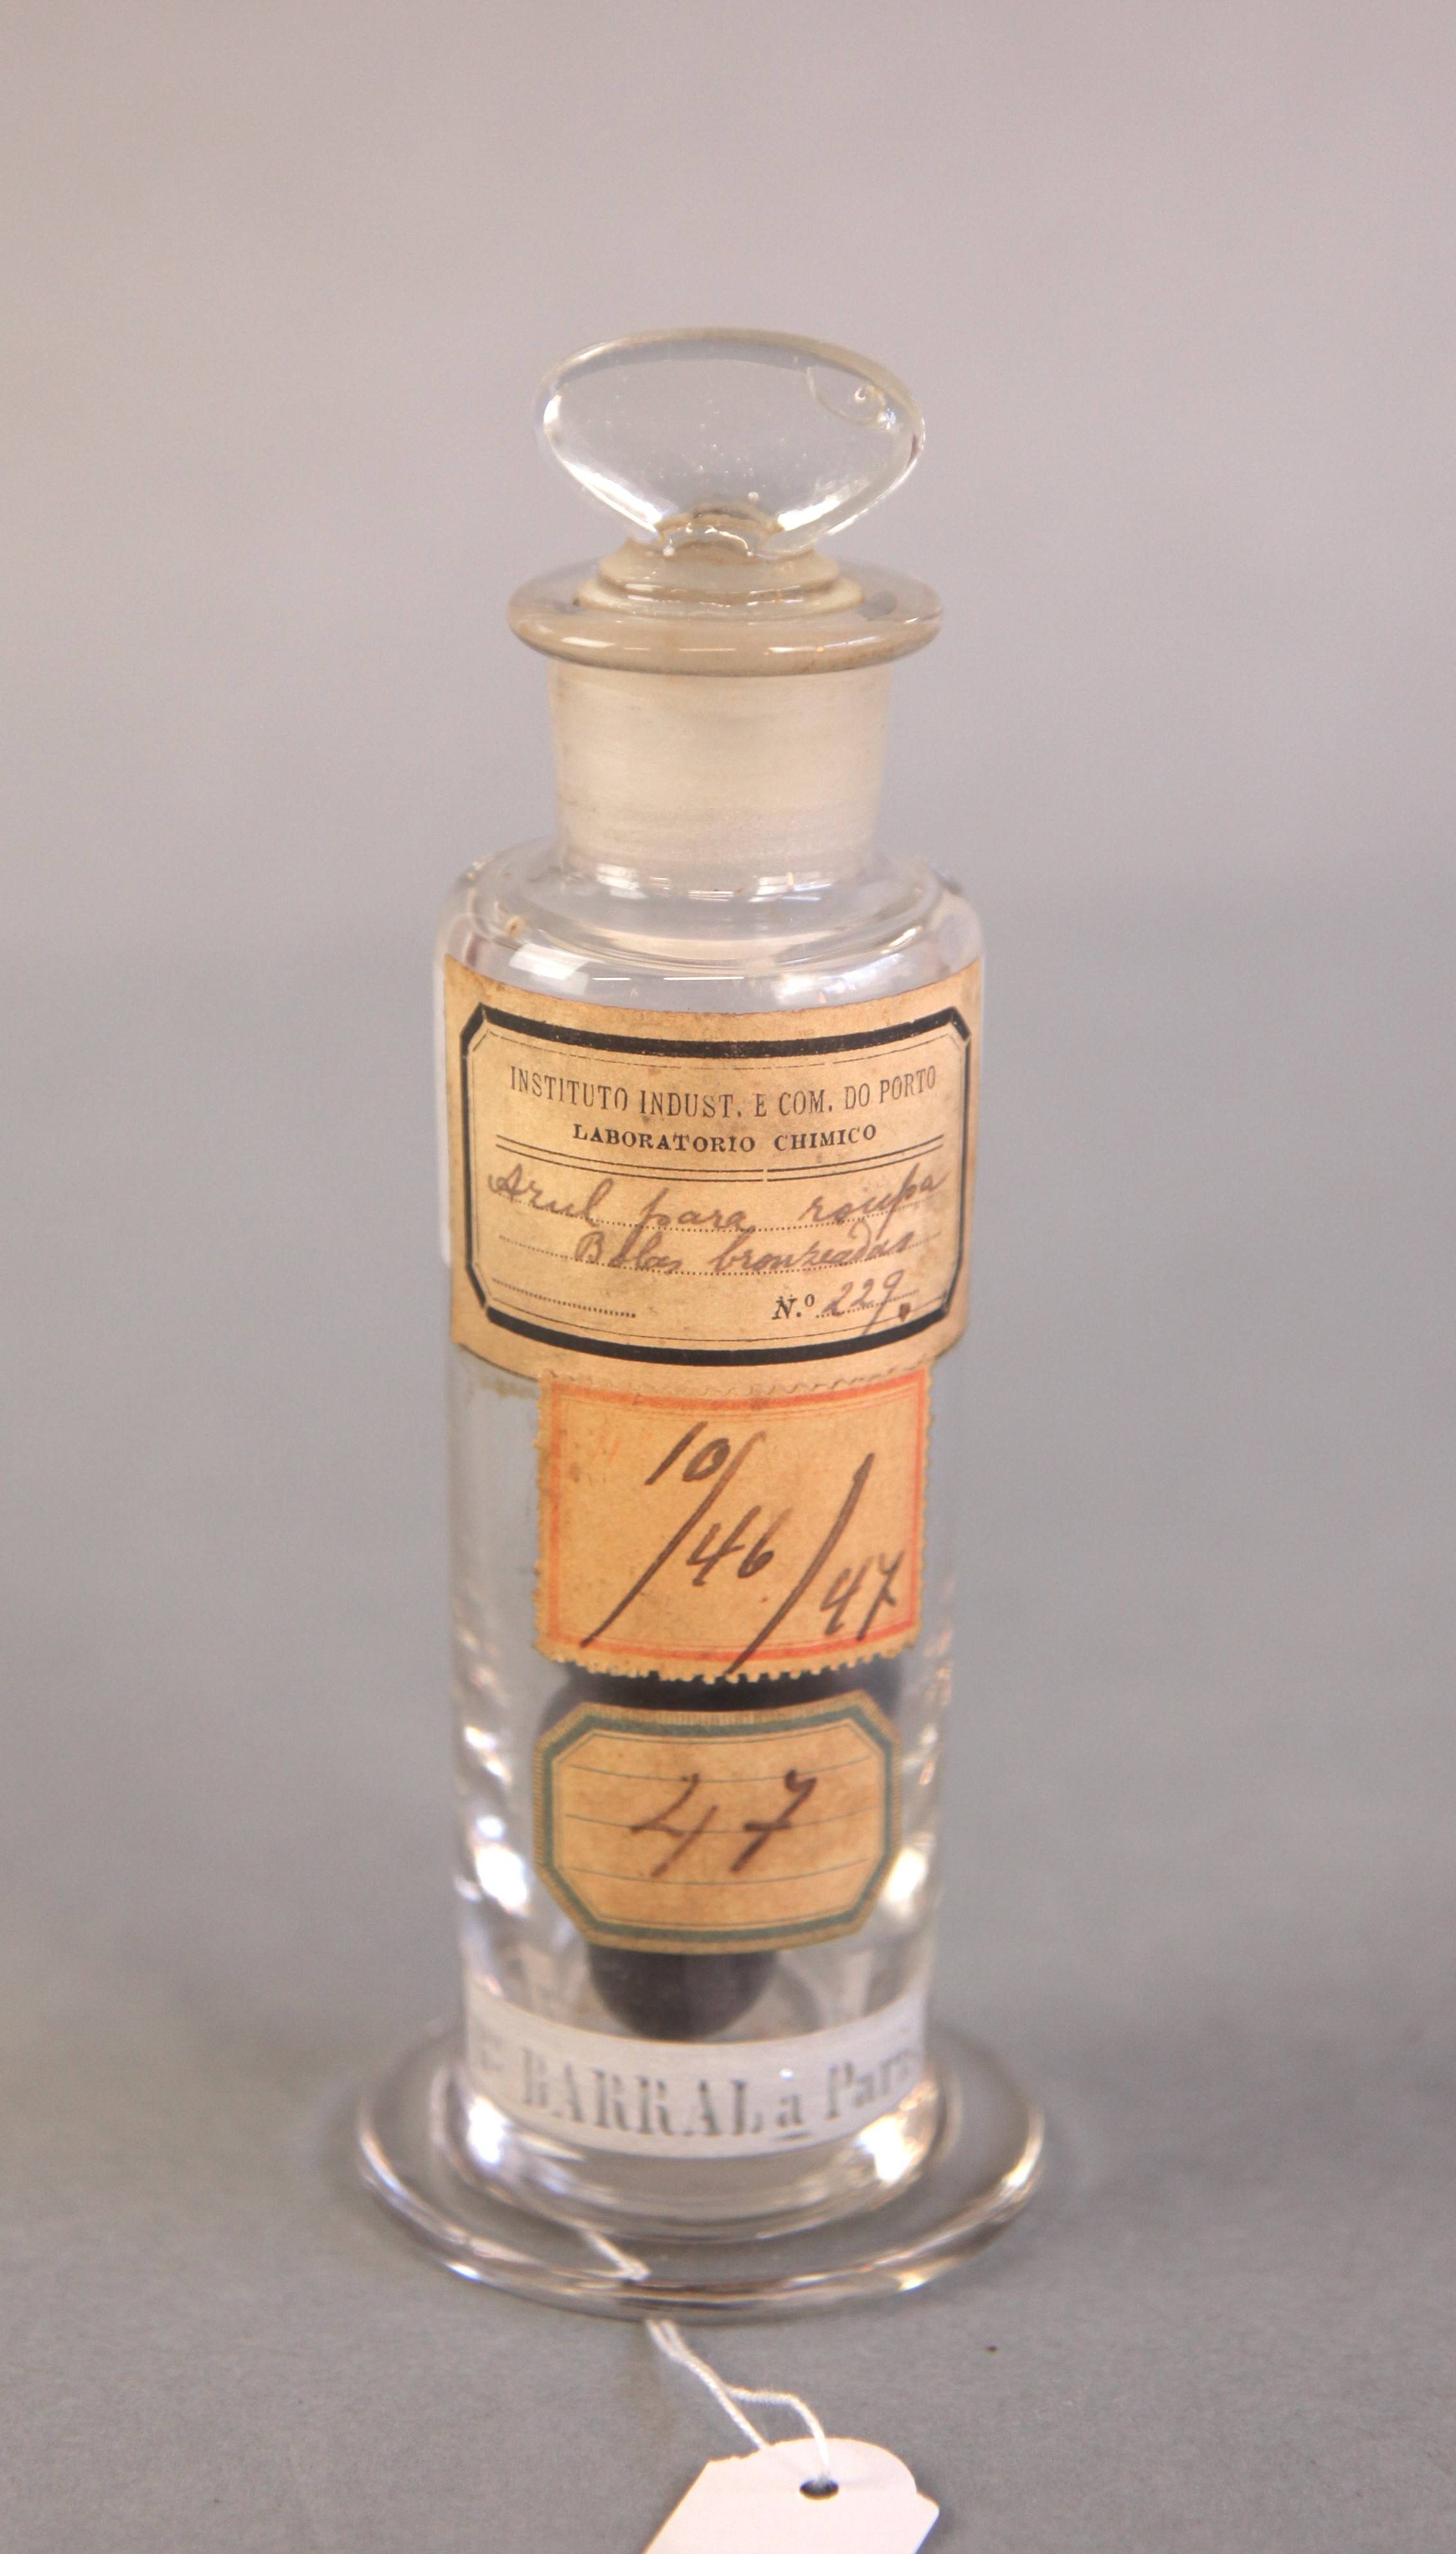 INSTITUTO INDUST. E COM. DO PORTO
LABORATORIO CHIMICO
Azul para roupa
Bolas bronzeadas
N.º 229.
10/46/47
47
BARRAL a Paris